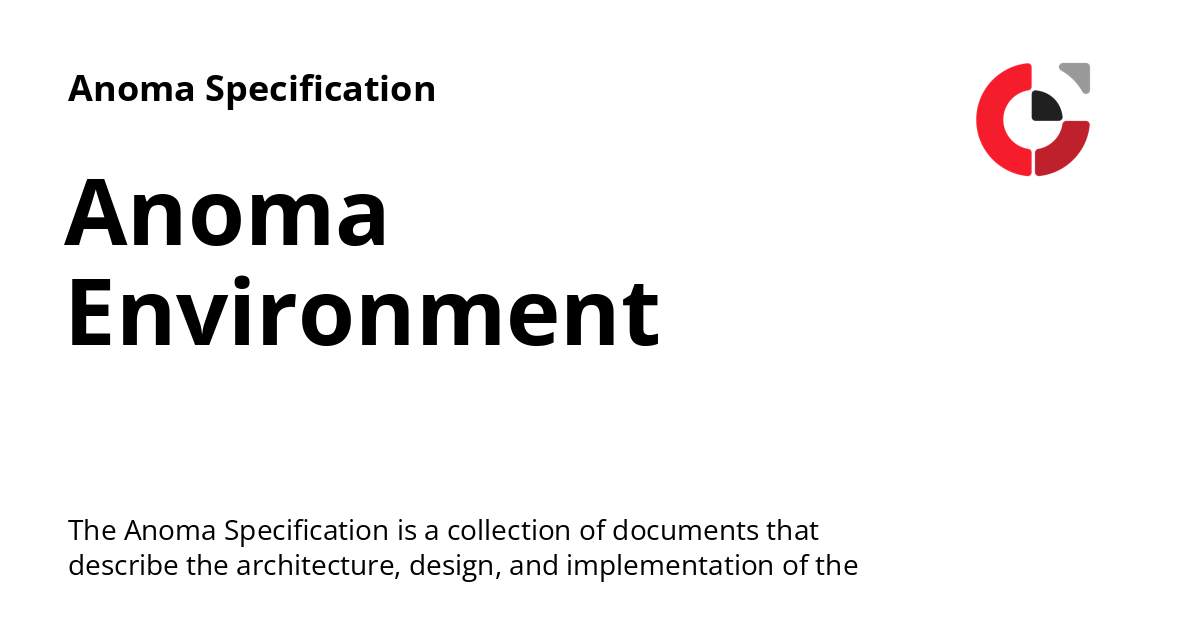 Anoma Specification
Anoma
Environment
The Anoma Specification is a collection of documents that
describe the architecture, design, and implementation of the